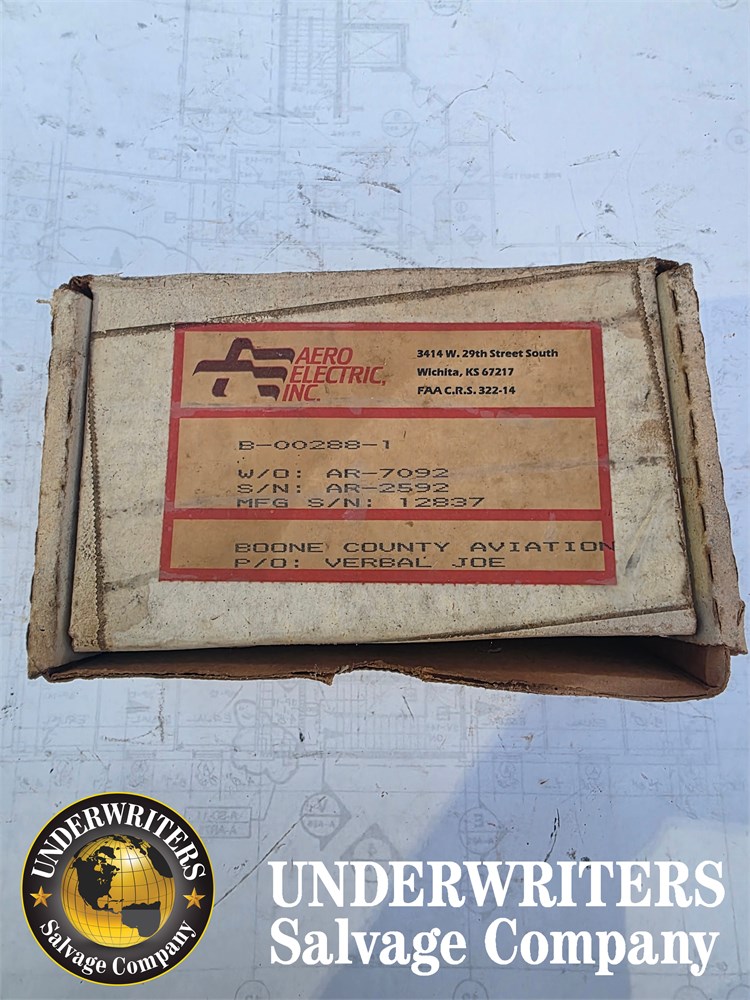 AERO
ELECTRIC,
INC.
3414 W. 29th Street South
Wichita, KS 67217
FAA C.R.S. 322-14
B-00288-1
W/O: AR-7092
S/N: AR-2592
MFG S/N: 12837
BOONE COUNTY AVIATION
P/O: VERBAL JOE
UNDERWRITERS
Salvage Company
UNDERWRITERS
Salvage Company